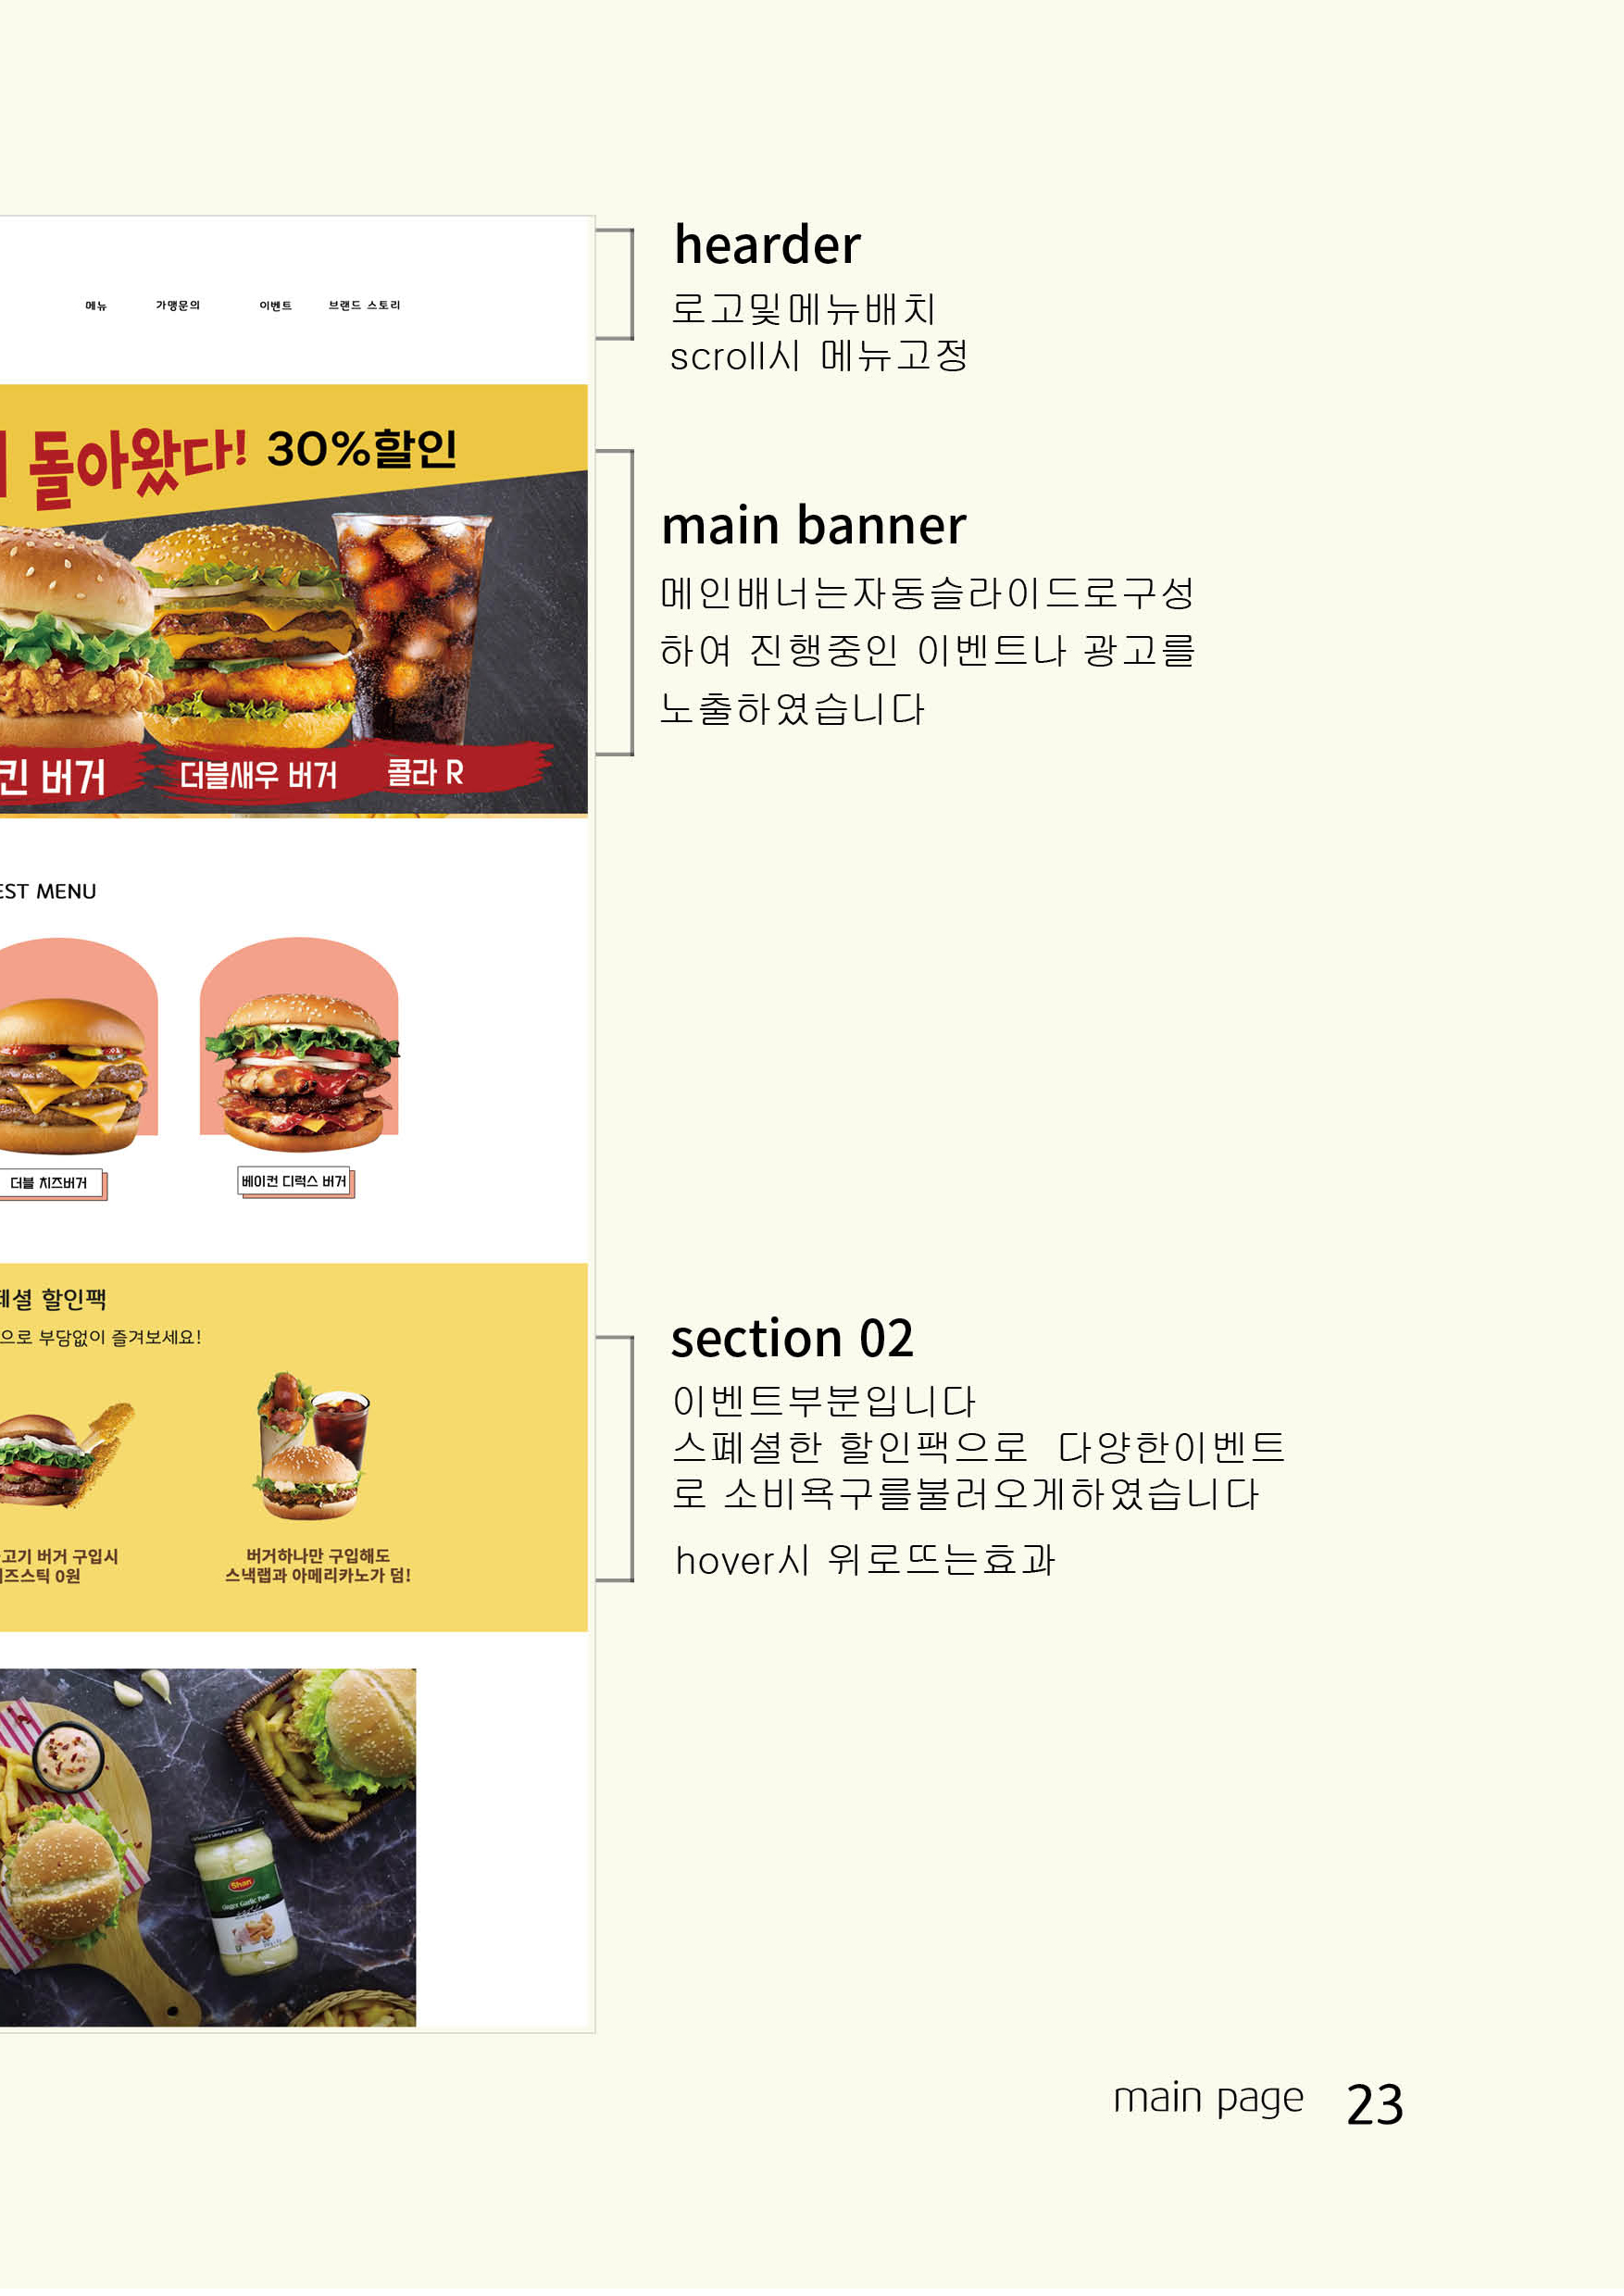 hearder
로고및메뉴배치
scroll시 메뉴고정
메뉴 가맹문의 이벤트 브랜드 스토리
돌아왔다! 30%할인
main banner
메인배너는자동슬라이드로구성
하여 진행중인 이벤트나 광고를
노출하였습니다
킨 버거 더블새우 버거 콜라 R
EST MENU
더블 치즈버거 베이컨 디럭스 버거
셜 할인팩
으로 부담없이 즐겨보세요!
section 02
이벤트부분입니다
스폐셜한 할인팩으로 다양한이벤트
로 소비욕구를불러오게하였습니다
hover시 위로뜨는효과
고기 버거 구입시
즈스틱 0원
버거하나만 구입해도
스낵랩과 아메리카노가 덤!
Shan
Ginger Garlic Paste
main page 23